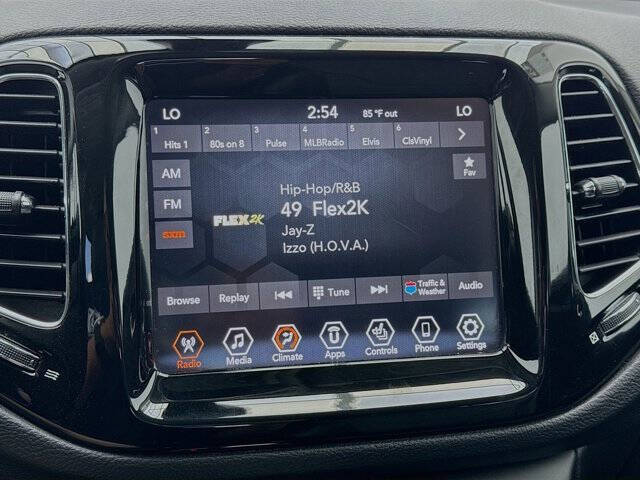 LO 2:54 85 °F out LO
1 2 3 4 5 6
Hits 1 80s on 8 Pulse MLBRadio Elvis ClsVinyl >
AM
Fav
FM
Hip-Hop/R&B
FLEX2K 49 Flex2K
sxm
Jay-Z
Izzo (H.O.V.A.)
Browse Replay Tune Traffic & Weather Audio
Radio Media Climate Apps Controls Phone Settings